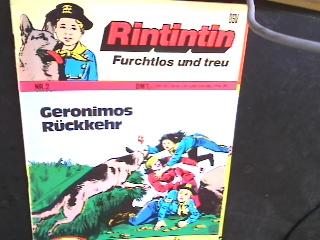 Rintintin
Furchtlos und treu
NR. 2
Geronimos
Rückkehr